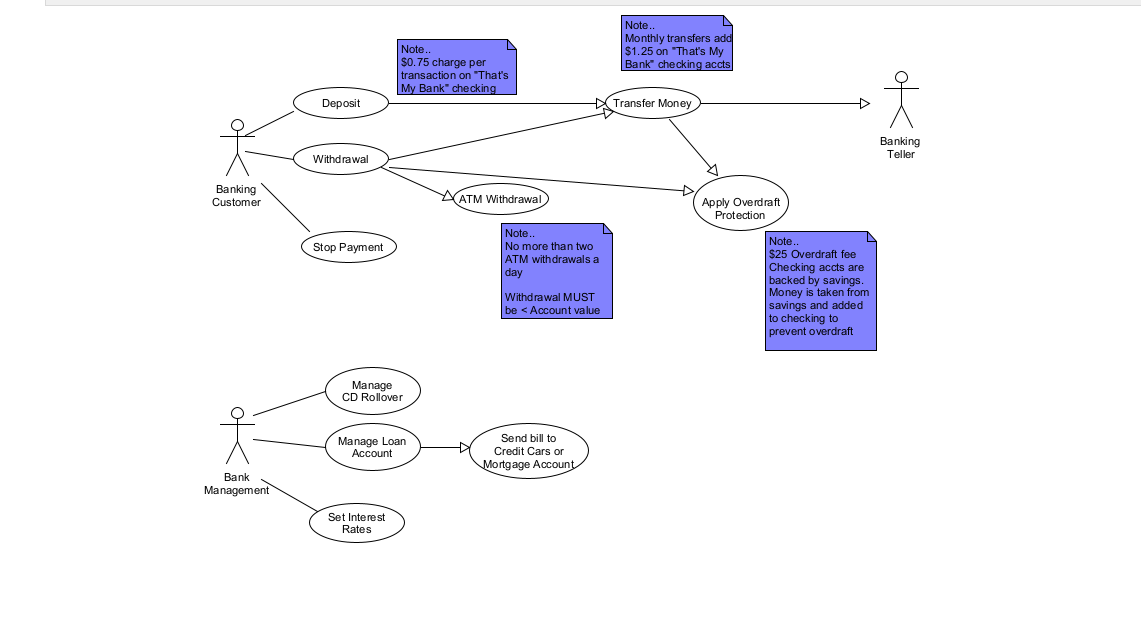 Note..
Monthly transfers add
$1.25 on "That's My
Bank" checking accts
Note..
$0.75 charge per
transaction on "That's
My Bank" checking
Deposit
Transfer Money
Banking
Teller
Withdrawal
Banking
Customer
ATM Withdrawal
Apply Overdraft
Protection
Stop Payment
Note..
No more than two
ATM withdrawals a
day
Withdrawal MUST
be < Account value
Note..
$25 Overdraft fee
Checking accts are
backed by savings.
Money is taken from
savings and added
to checking to
prevent overdraft
Manage
CD Rollover
Manage Loan
Account
Send bill to
Credit Cars or
Mortgage Account
Bank
Management
Set Interest
Rates